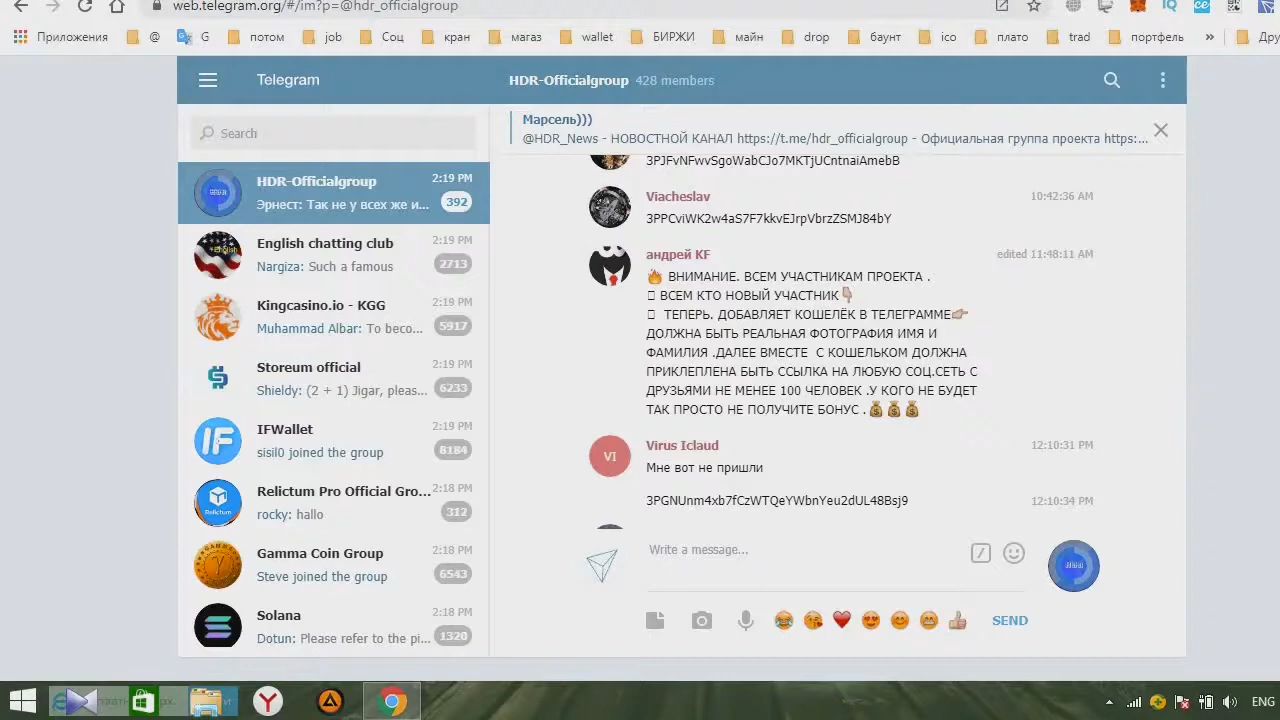 web.telegram.org/#/im?p=@hdr_officialgroup
Приложения @ G потом job Соц кран магаз wallet БИРЖИ майн drop баунт ico плато trad портфель » Дру
Telegram
HDR-Officialgroup 428 members
Search
HDR-Officialgroup 2:19 PM
Эрнест: Так не у всех же и... 392
English chatting club 2:19 PM
Nargiza: Such a famous 2713
Kingcasino.io - KGG 2:19 PM
Muhammad Albar: To beco... 5917
Storeum official 2:19 PM
Shieldy: (2 + 1) Jigar, pleas... 6233
IFWallet 2:19 PM
sisil0 joined the group 8184
Relictum Pro Official Gro... 2:18 PM
rocky: hallo 312
Gamma Coin Group 2:18 PM
Steve joined the group 6543
Solana 2:18 PM
Dotun: Please refer to the pi... 1320
Марсель)))
@HDR_News - НОВОСТНОЙ КАНАЛ https://t.me/hdr_officialgroup - Официальная группа проекта https:...
3PJFvNFwvSgoWabCJo7MKTjUCntnaiAmebB
Viacheslav 10:42:36 AM
3PPCviWK2w4aS7F7kkvEJrpVbrzZSMJ84bY
андрей KF edited 11:48:11 AM
🔥 ВНИМАНИЕ. ВСЕМ УЧАСТНИКАМ ПРОЕКТА .
ВСЕМ КТО НОВЫЙ УЧАСТНИК👇🏼
ТЕПЕРЬ. ДОБАВЛЯЕТ КОШЕЛЁК В ТЕЛЕГРАММЕ👉🏼
ДОЛЖНА БЫТЬ РЕАЛЬНАЯ ФОТОГРАФИЯ ИМЯ И
ФАМИЛИЯ .ДАЛЕЕ ВМЕСТЕ С КОШЕЛЬКОМ ДОЛЖНА
ПРИКЛЕПЛЕНА БЫТЬ ССЫЛКА НА ЛЮБУЮ СОЦ.СЕТЬ С
ДРУЗЬЯМИ НЕ МЕНЕЕ 100 ЧЕЛОВЕК .У КОГО НЕ БУДЕТ
ТАК ПРОСТО НЕ ПОЛУЧИТЕ БОНУС .💰💰💰
VI
Virus Iclaud 12:10:31 PM
Мне вот не пришли
3PGNUnm4xb7fCzWTQeYWbnYeu2dUL48Bsj9 12:10:34 PM
Write a message...
SEND
ENG